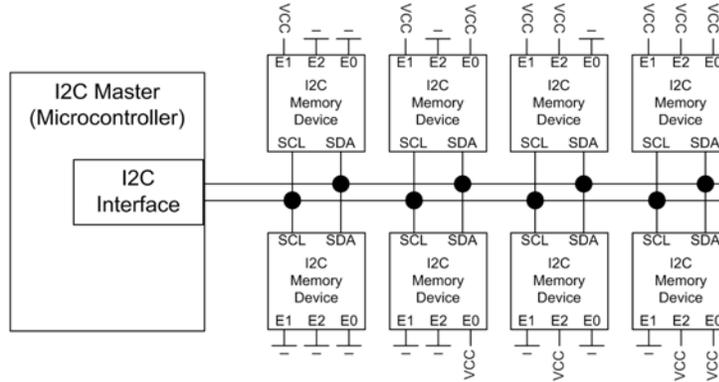 VCC VCC VCC VCC VCC VCC VCC VCC
E1 E2 E0 E1 E2 E0 E1 E2 E0 E1 E2 E0
I2C Master
(Microcontroller)
I2C
Memory
Device
I2C
Memory
Device
I2C
Memory
Device
I2C
Memory
Device
SCL SDA SCL SDA SCL SDA SCL SDA
I2C
Interface
SCL SDA SCL SDA SCL SDA SCL SDA
I2C
Memory
Device
I2C
Memory
Device
I2C
Memory
Device
I2C
Memory
Device
E1 E2 E0 E1 E2 E0 E1 E2 E0 E1 E2 E0
VCC VCC VCC VCC